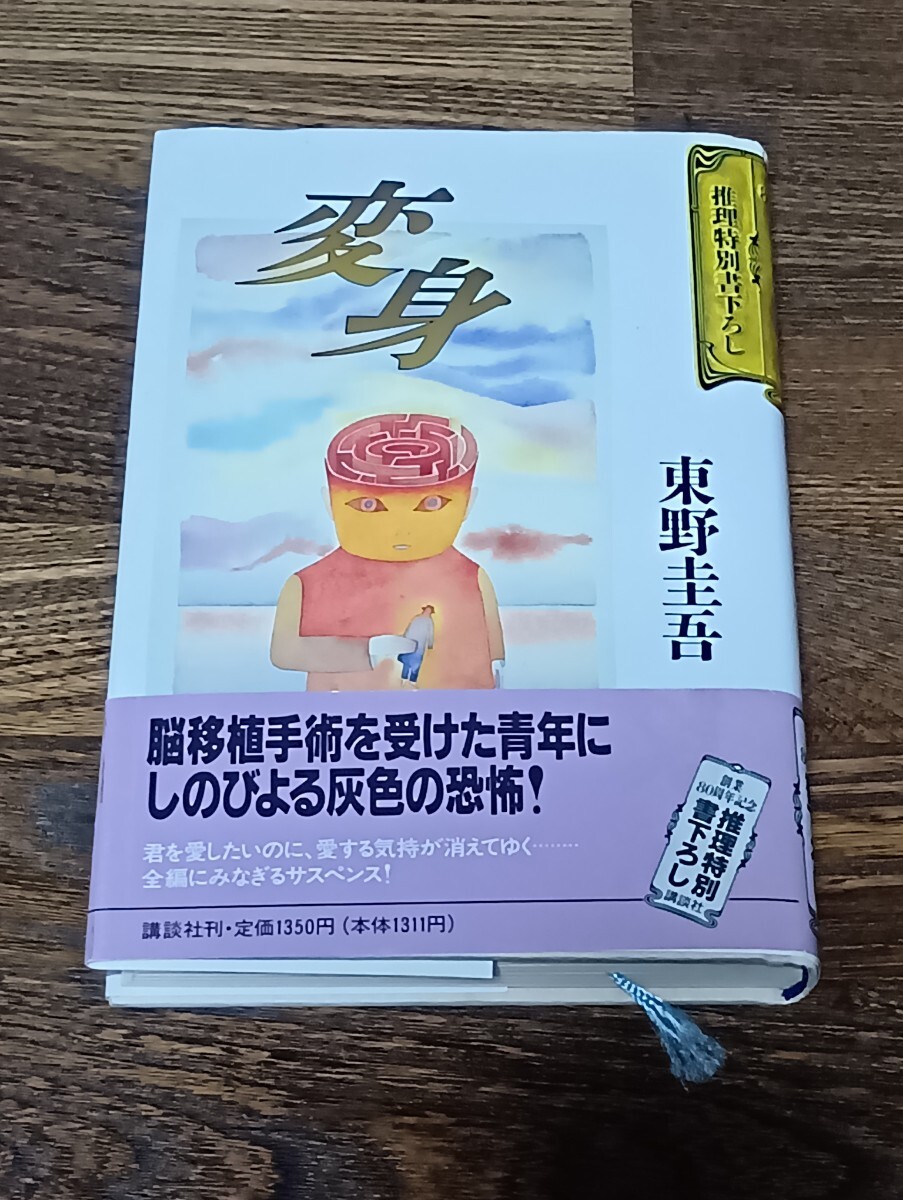 変身
推理特別書下ろし
東野圭吾
脳移植手術を受けた青年に
しのびよる灰色の恐怖!
君を愛したいのに、愛する気持が消えてゆく………
全編にみなぎるサスペンス!
講談社刊・定価1350円(本体1311円)
創業
80周年記念
推理特別
書下ろし
講談社